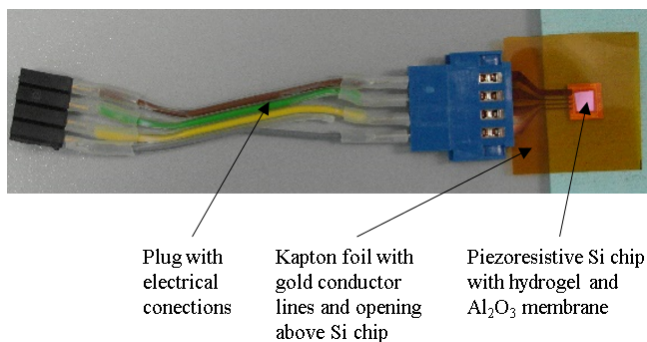 Plug with
electrical
conections
Kapton foil with
gold conductor
lines and opening
above Si chip
Piezoresistive Si chip
with hydrogel and
Al₂O₃ membrane